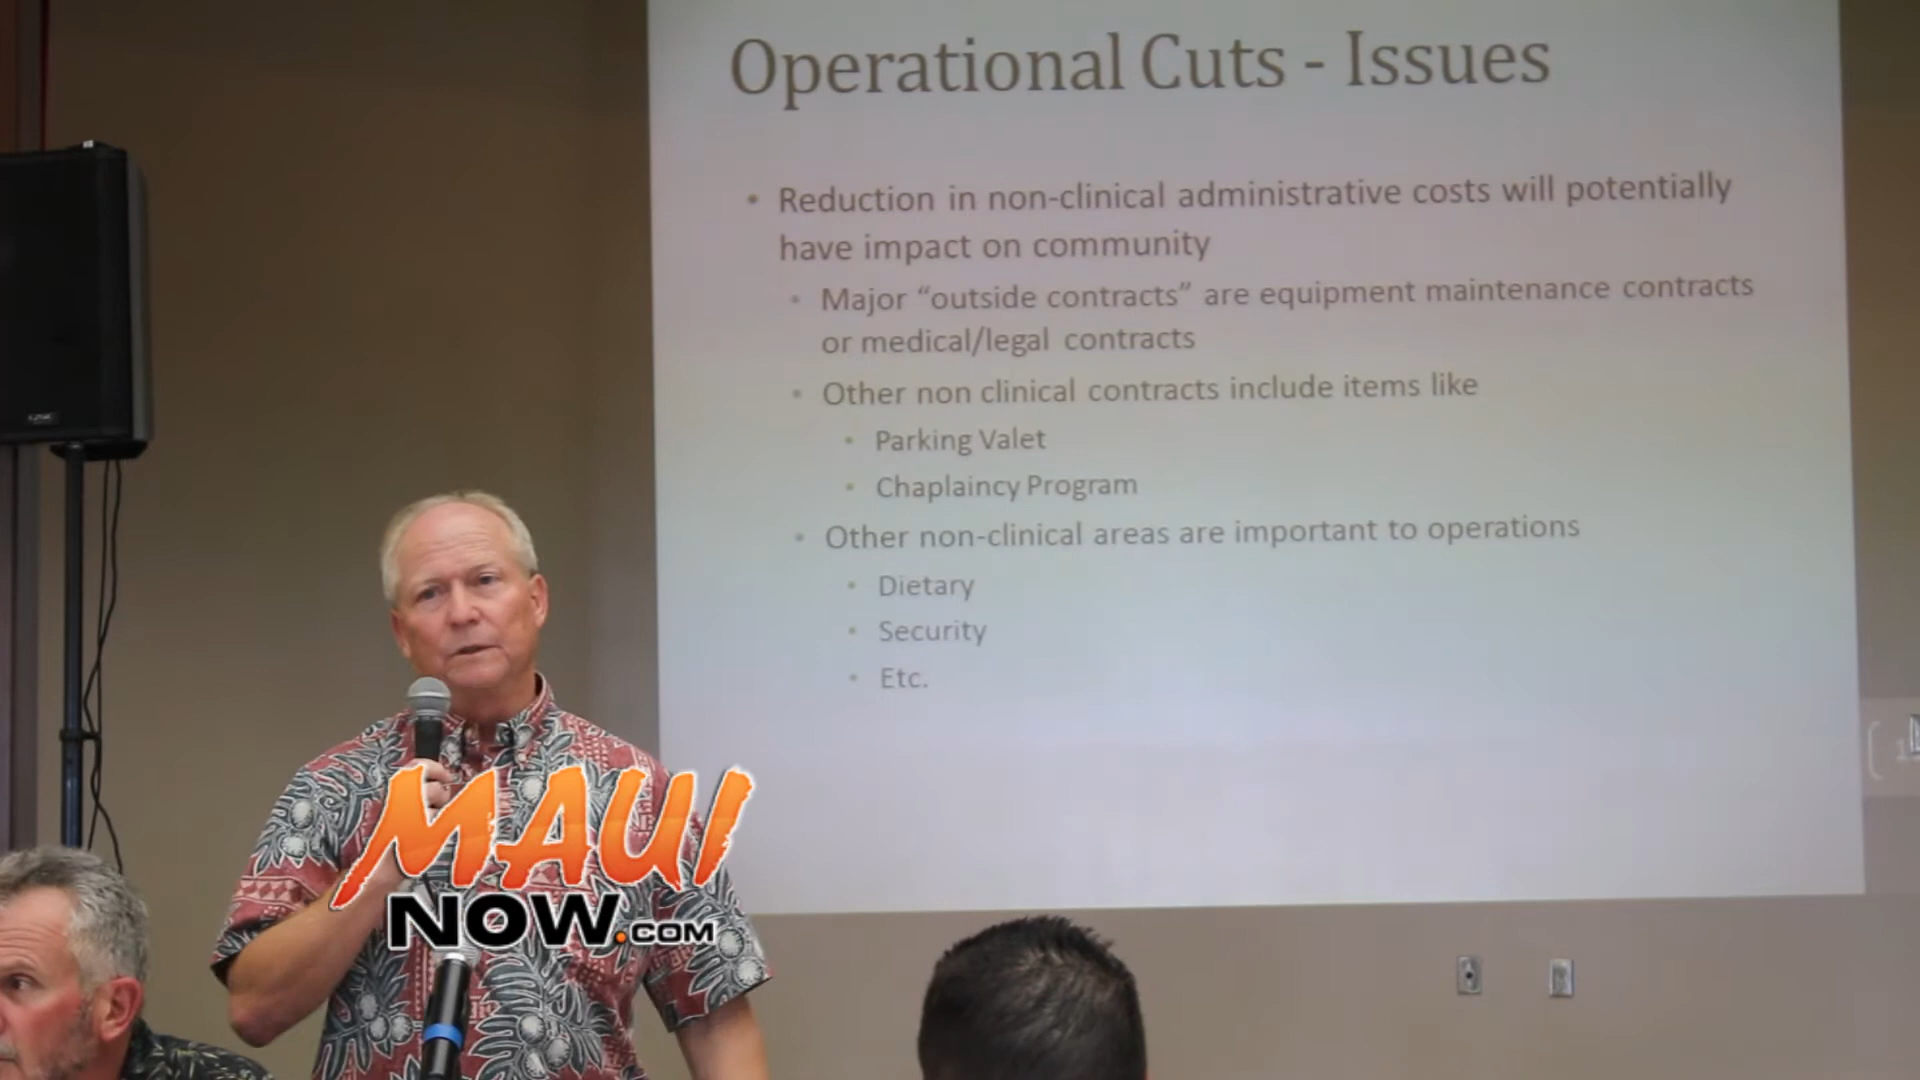 Operational Cuts - Issues
• Reduction in non-clinical administrative costs will potentially
have impact on community
• Major “outside contracts” are equipment maintenance contracts
or medical/legal contracts
• Other non clinical contracts include items like
• Parking Valet
• Chaplaincy Program
• Other non-clinical areas are important to operations
• Dietary
• Security
• Etc.
MAUI
NOW.COM